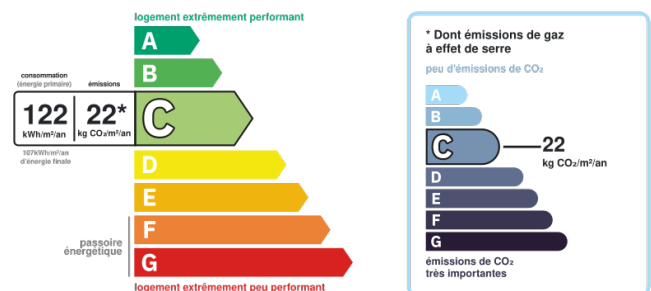 logement extrêmement performant
A
B
consommation
(énergie primaire)
émissions
122
kWh/m²/an
22*
kg CO₂/m²/an
C
107kWh/m²/an
d'énergie finale
D
E
F
passoire
énergétique
G
logement extrêmement peu performant
* Dont émissions de gaz
à effet de serre
peu d'émissions de CO₂
A
B
C
22
kg CO₂/m²/an
D
E
F
G
émissions de CO₂
très importantes